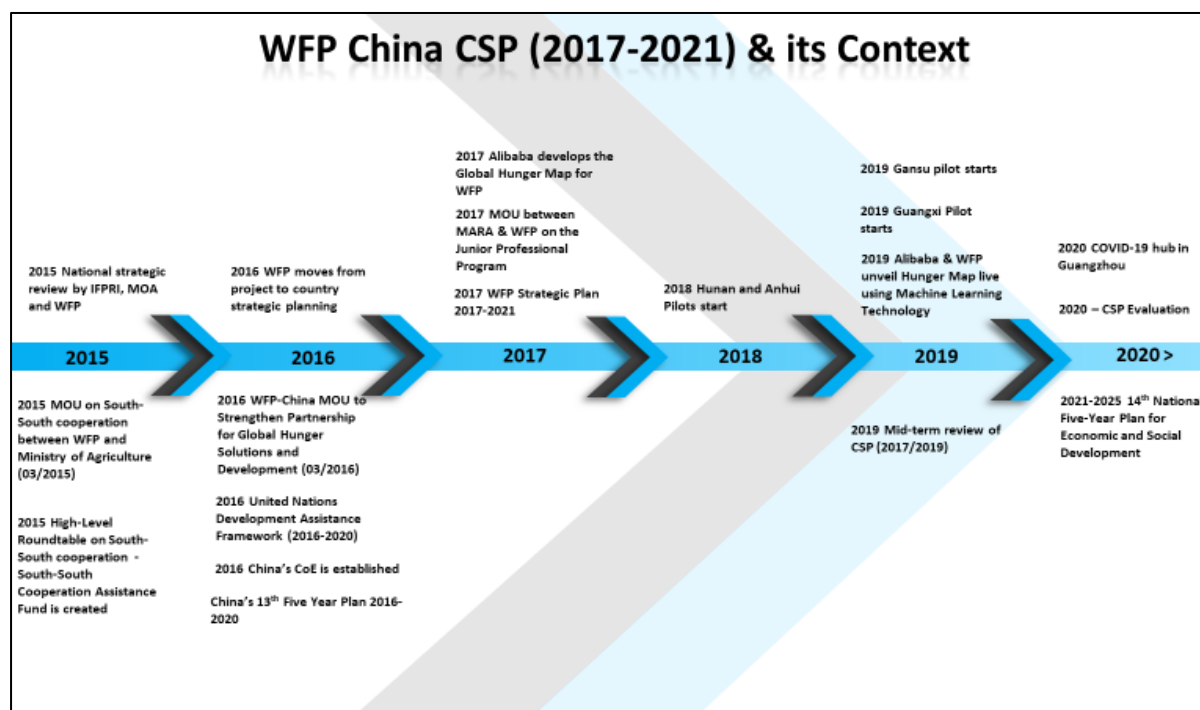 WFP China CSP (2017-2021) & its Context
2015 National strategic
review by IFPRI, MOA
and WFP
2016 WFP moves from
project to country
strategic planning
2017 Alibaba develops the
Global Hunger Map for
WFP
2017 MOU between
MARA & WFP on the
Junior Professional
Program
2017 WFP Strategic Plan
2017-2021
2018 Hunan and Anhui
Pilots start
2019 Gansu pilot starts
2019 Guangxi Pilot
starts
2019 Alibaba & WFP
unveil Hunger Map live
using Machine Learning
Technology
2020 COVID-19 hub in
Guangzhou
2020 – CSP Evaluation
2015
2016
2017
2018
2019
2020 >
2015 MOU on South-
South cooperation
between WFP and
Ministry of Agriculture
(03/2015)
2015 High-Level
Roundtable on South-
South cooperation -
South-South
Cooperation Assistance
Fund is created
2016 WFP-China MOU to
Strengthen Partnership
for Global Hunger
Solutions and
Development (03/2016)
2016 United Nations
Development Assistance
Framework (2016-2020)
2016 China's CoE is established
China's 13th Five Year Plan 2016-
2020
2019 Mid-term review of
CSP (2017/2019)
2021-2025 14th Nationa
Five-Year Plan for
Economic and Social
Development